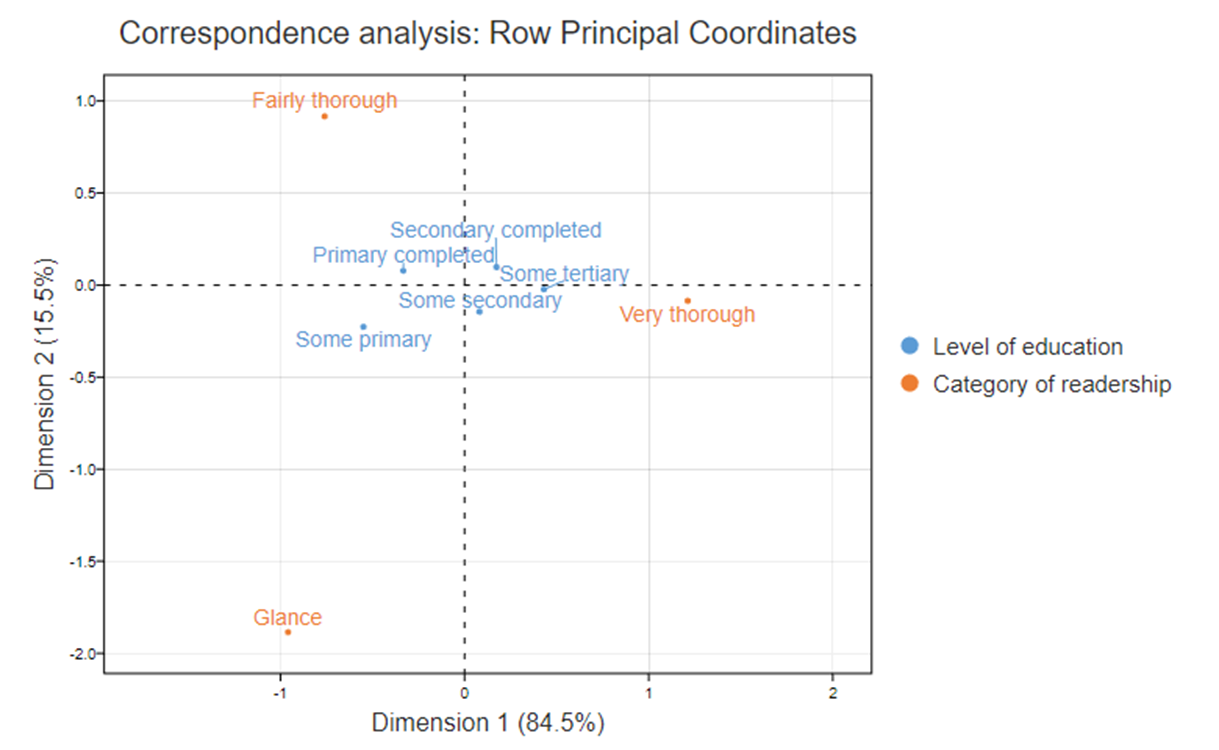 Correspondence analysis: Row Principal Coordinates
1.0
0.5
0.0
-0.5
-1.0
-1.5
-2.0
Dimension 2 (15.5%)
Fairly thorough
Secondary completed
Primary completed
Some tertiary
Some secondary
Very thorough
Some primary
Glance
-1
0
1
2
Dimension 1 (84.5%)
Level of education
Category of readership